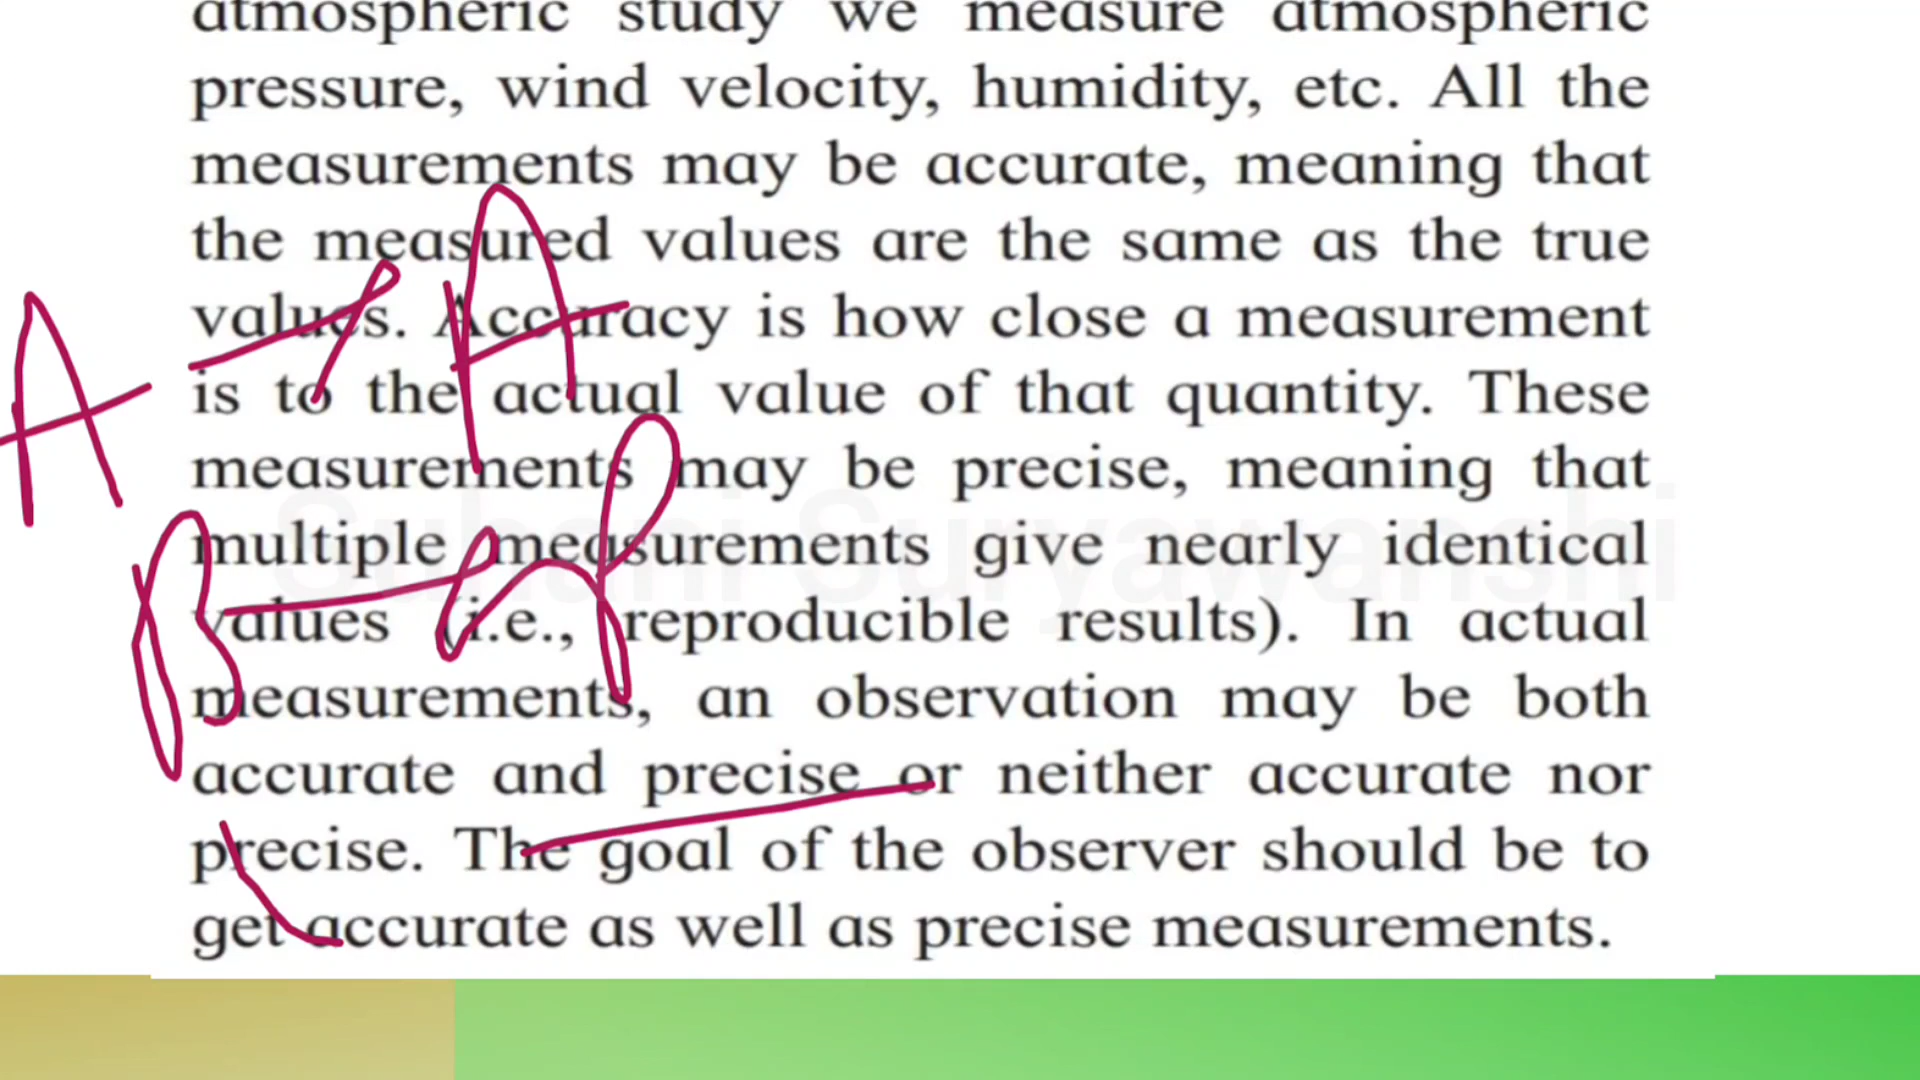 atmospheric study we measure atmospheric
pressure, wind velocity, humidity, etc. All the
measurements may be accurate, meaning that
the measured values are the same as the true
values. Accuracy is how close a measurement
is to the actual value of that quantity. These
measurements may be precise, meaning that
multiple measurements give nearly identical
values (i.e., reproducible results). In actual
measurements, an observation may be both
accurate and precise or neither accurate nor
precise. The goal of the observer should be to
get accurate as well as precise measurements.
A → A
B → P
Suhani Suryawanshi